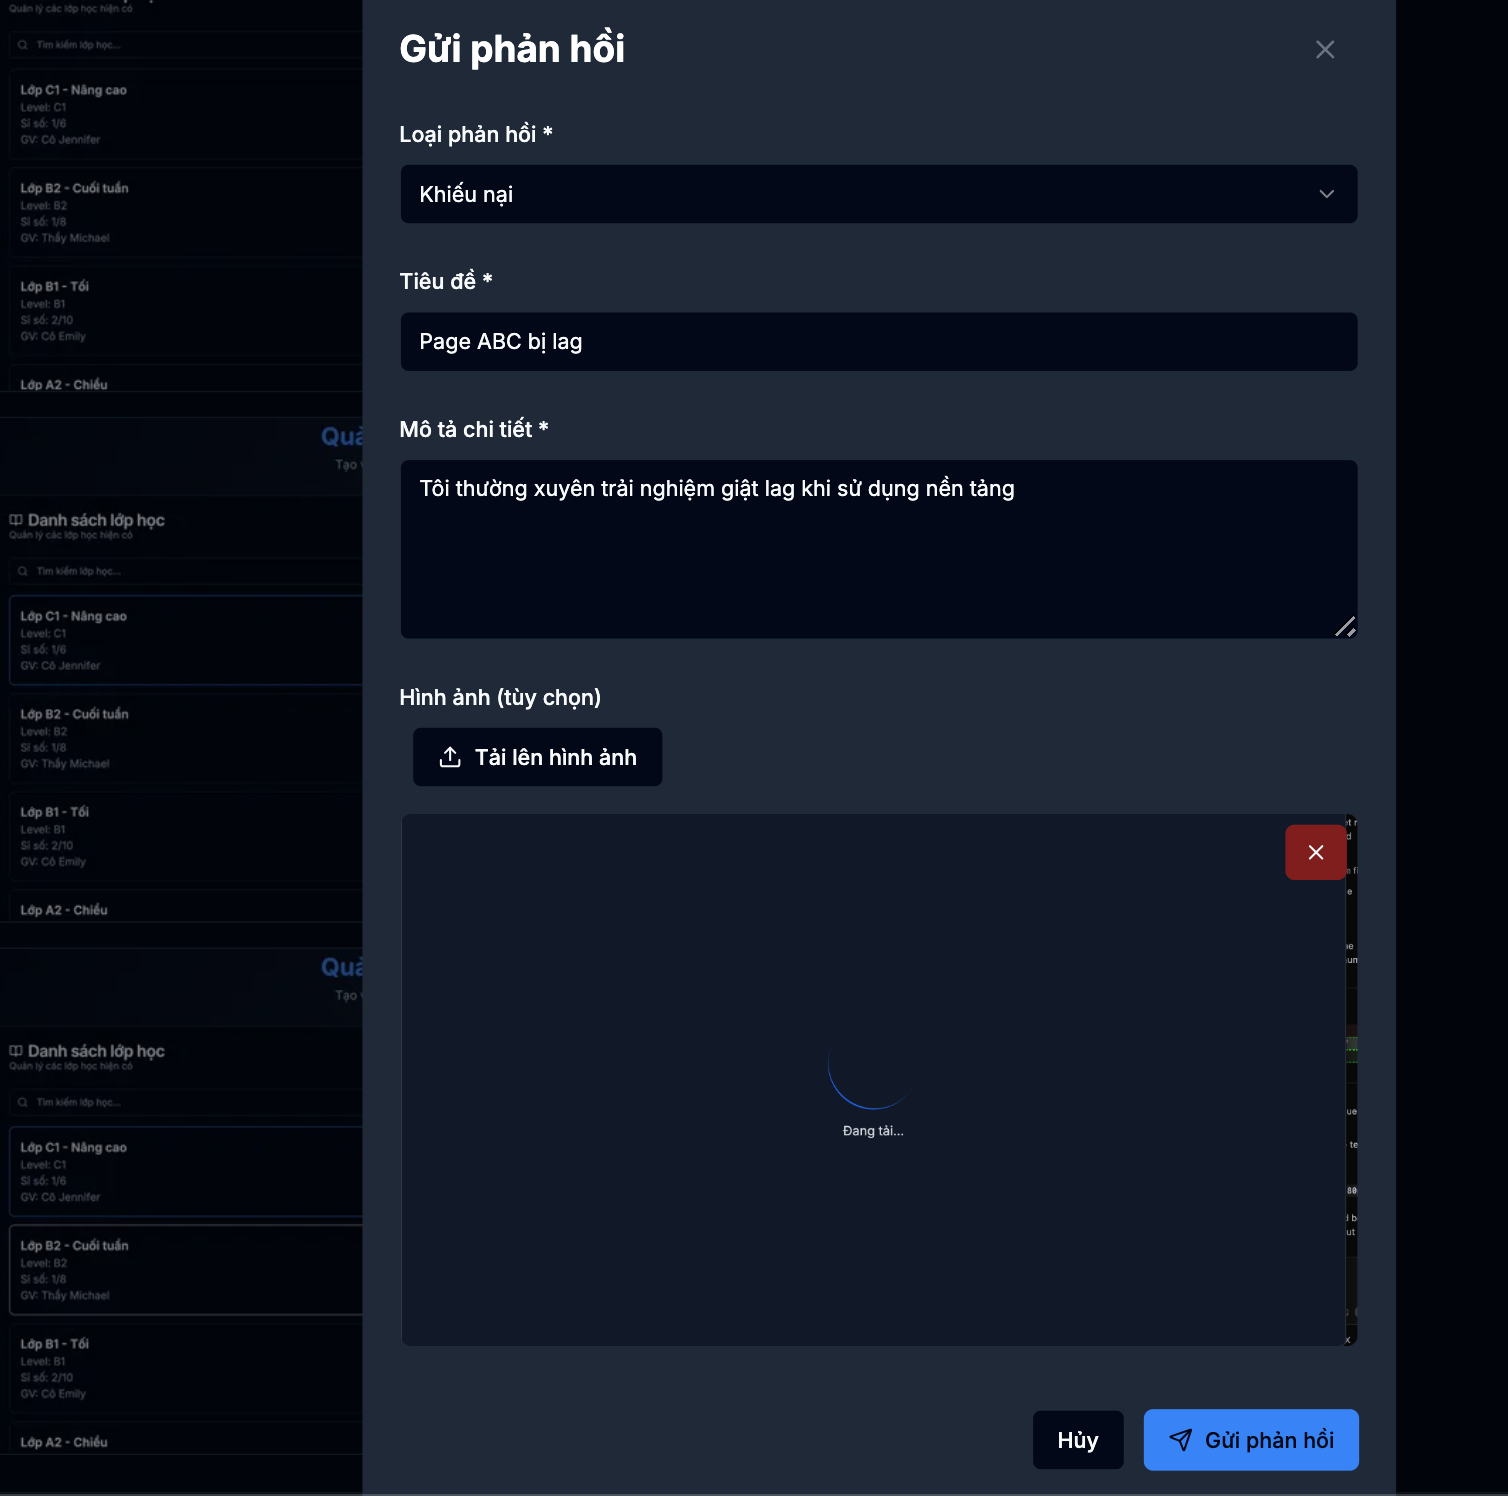 Quản lý các lớp học hiện có
Tìm kiếm lớp học...
Lớp C1 - Nâng cao
Level: C1
Sĩ số: 1/6
GV: Cô Jennifer
Lớp B2 - Cuối tuần
Level: B2
Sĩ số: 1/8
GV: Thầy Michael
Lớp B1 - Tối
Level: B1
Sĩ số: 2/10
GV: Cô Emily
Lớp A2 - Chiều
Quả
Tạo
Danh sách lớp học
Quản lý các lớp học hiện có
Tìm kiếm lớp học...
Lớp C1 - Nâng cao
Level: C1
Sĩ số: 1/6
GV: Cô Jennifer
Lớp B2 - Cuối tuần
Level: B2
Sĩ số: 1/8
GV: Thầy Michael
Lớp B1 - Tối
Level: B1
Sĩ số: 2/10
GV: Cô Emily
Lớp A2 - Chiều
Quả
Tạo
Danh sách lớp học
Quản lý các lớp học hiện có
Tìm kiếm lớp học...
Lớp C1 - Nâng cao
Level: C1
Sĩ số: 1/6
GV: Cô Jennifer
Lớp B2 - Cuối tuần
Level: B2
Sĩ số: 1/8
GV: Thầy Michael
Lớp B1 - Tối
Level: B1
Sĩ số: 2/10
GV: Cô Emily
Lớp A2 - Chiều
Gửi phản hồi
Loại phản hồi *
Khiếu nại
Tiêu đề *
Page ABC bị lag
Mô tả chi tiết *
Tôi thường xuyên trải nghiệm giật lag khi sử dụng nền tảng
Hình ảnh (tùy chọn)
Tải lên hình ảnh
Đang tải...
Hủy
Gửi phản hồi